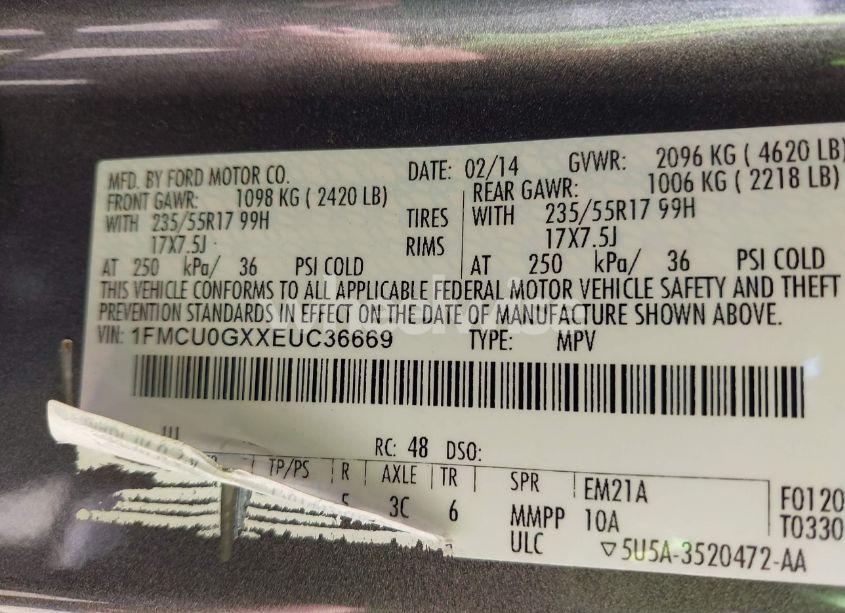 MFD. BY FORD MOTOR CO. DATE: 02/14 GVWR: 2096 KG ( 4620 LB)
FRONT GAWR: 1098 KG ( 2420 LB) REAR GAWR: 1006 KG ( 2218 LB)
WITH 235/55R17 99H TIRES WITH 235/55R17 99H
17X7.5J RIMS 17X7.5J
AT 250 kPa/ 36 PSI COLD AT 250 kPa/ 36 PSI COLD
THIS VEHICLE CONFORMS TO ALL APPLICABLE FEDERAL MOTOR VEHICLE SAFETY AND THEFT
PREVENTION STANDARDS IN EFFECT ON THE DATE OF MANUFACTURE SHOWN ABOVE.
VIN: 1FMCU0GXXEUC36669 TYPE: MPV
RC: 48 DSO:
TP/PS R AXLE TR SPR EM21A F0120
3C 6 MMPP 10A T0330
ULC ▽5U5A-3520472-AA